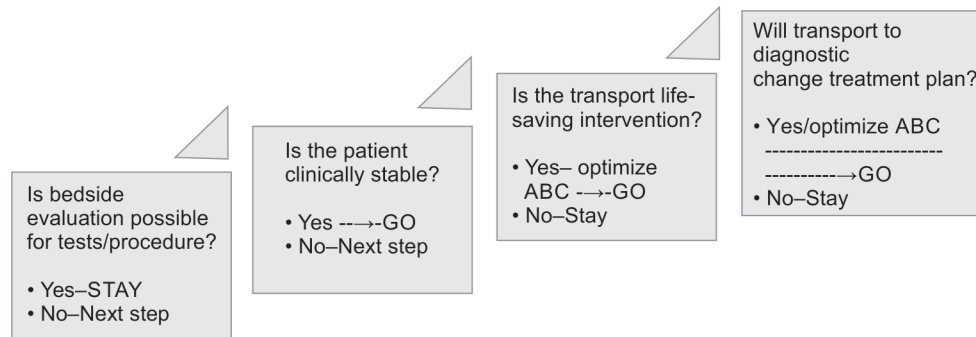 Is bedside
evaluation possible
for tests/procedure?
• Yes–STAY
• No–Next step
Is the patient
clinically stable?
• Yes --→-GO
• No–Next step
Is the transport life-
saving intervention?
• Yes– optimize
ABC -→-GO
• No–Stay
Will transport to
diagnostic
change treatment plan?
• Yes/optimize ABC
-------------------------
----------→GO
• No–Stay